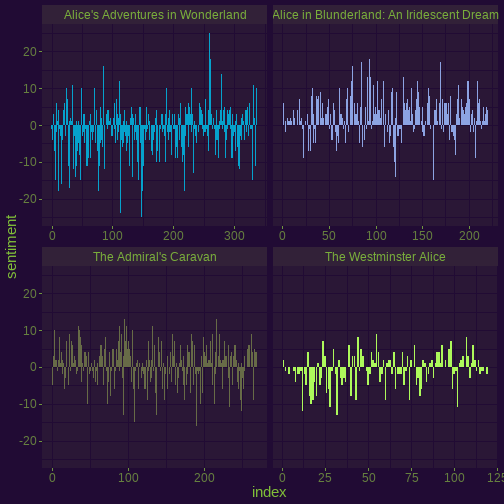 Alice's Adventures in Wonderland
Alice in Blunderland: An Iridescent Dream
20
10
0
-10
-20
0 100 200 300
0 50 100 150 200
The Admiral's Caravan
The Westminster Alice
20
10
0
-10
-20
0 100 200
0 25 50 75 100 125
sentiment
index